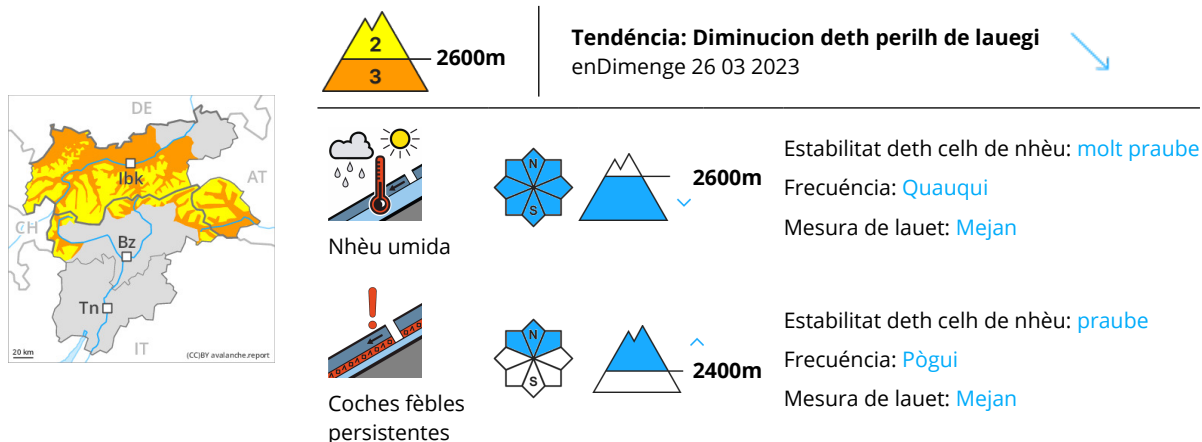 2
3
2600m
Tendéncia: Diminucion deth perilh de lauegi
enDimenge 26 03 2023
DE
Ibk
AT
CH
Bz
Tn
IT
20 km
(CC)BY avalanche.report
Nhèu umida
N
S
2600m
Estabilitat deth celh de nhèu: molt praube
Frecuéncia: Quauqui
Mesura de lauet: Mejan
Coches fèbles
persistentes
N
S
2400m
Estabilitat deth celh de nhèu: praube
Frecuéncia: Pògui
Mesura de lauet: Mejan